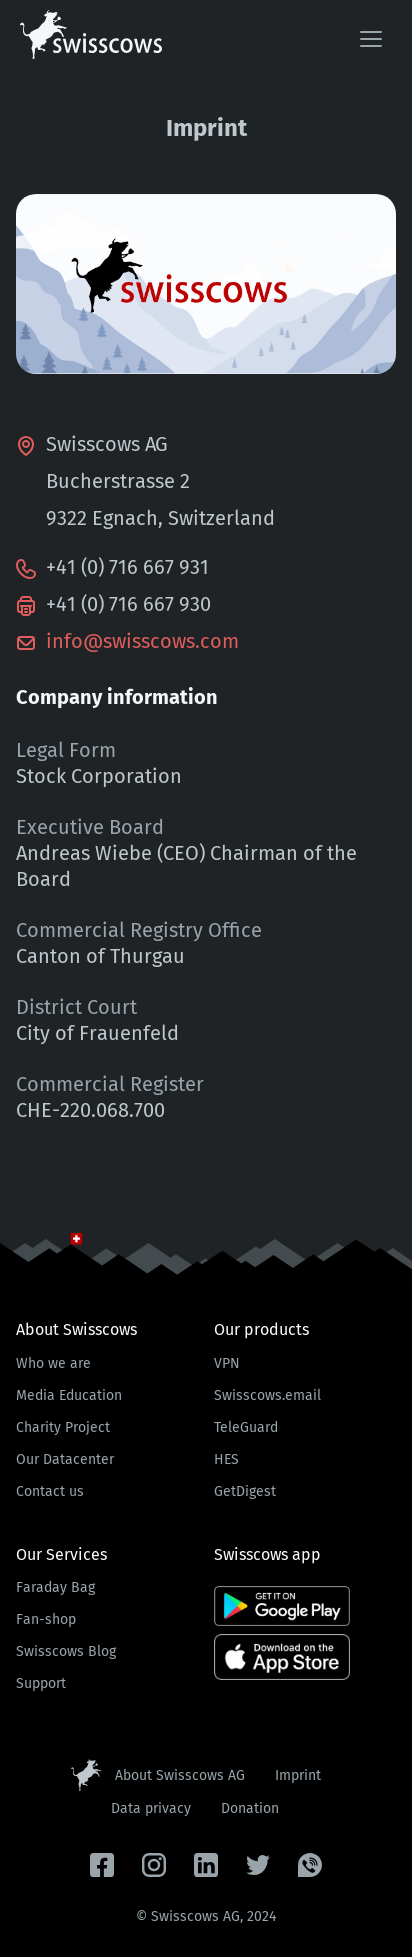 swisscows
Imprint
swisscows
Swisscows AG
Bucherstrasse 2
9322 Egnach, Switzerland
+41 (0) 716 667 931
+41 (0) 716 667 930
info@swisscows.com
Company information
Legal Form
Stock Corporation
Executive Board
Andreas Wiebe (CEO) Chairman of the
Board
Commercial Registry Office
Canton of Thurgau
District Court
City of Frauenfeld
Commercial Register
CHE-220.068.700
About Swisscows
Who we are
Media Education
Charity Project
Our Datacenter
Contact us
Our products
VPN
Swisscows.email
TeleGuard
HES
GetDigest
Our Services
Faraday Bag
Fan-shop
Swisscows Blog
Support
Swisscows app
GET IT ON
Google Play
Download on the
App Store
About Swisscows AG Imprint
Data privacy Donation
© Swisscows AG, 2024